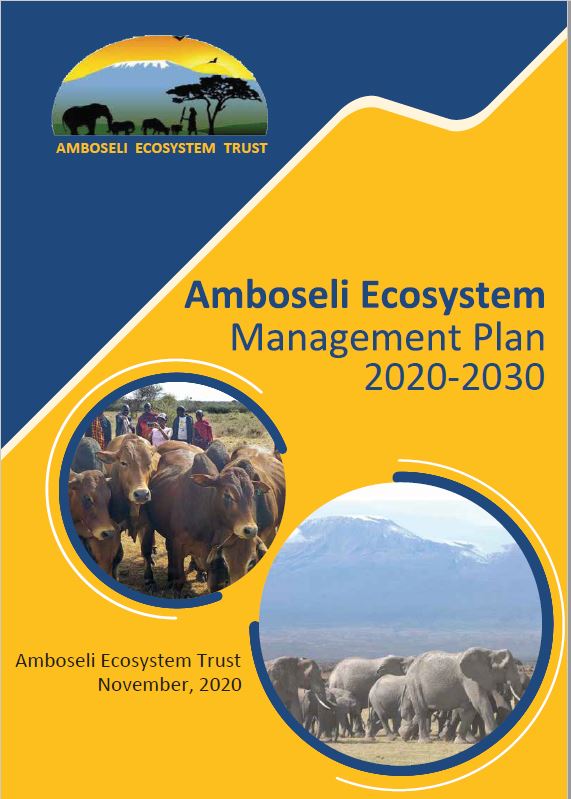 AMBOSELI ECOSYSTEM TRUST
Amboseli Ecosystem
Management Plan
2020-2030
Amboseli Ecosystem Trust
November, 2020